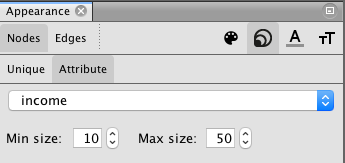 Appearance
Nodes Edges
Unique Attribute
income
Min size: 10 Max size: 50